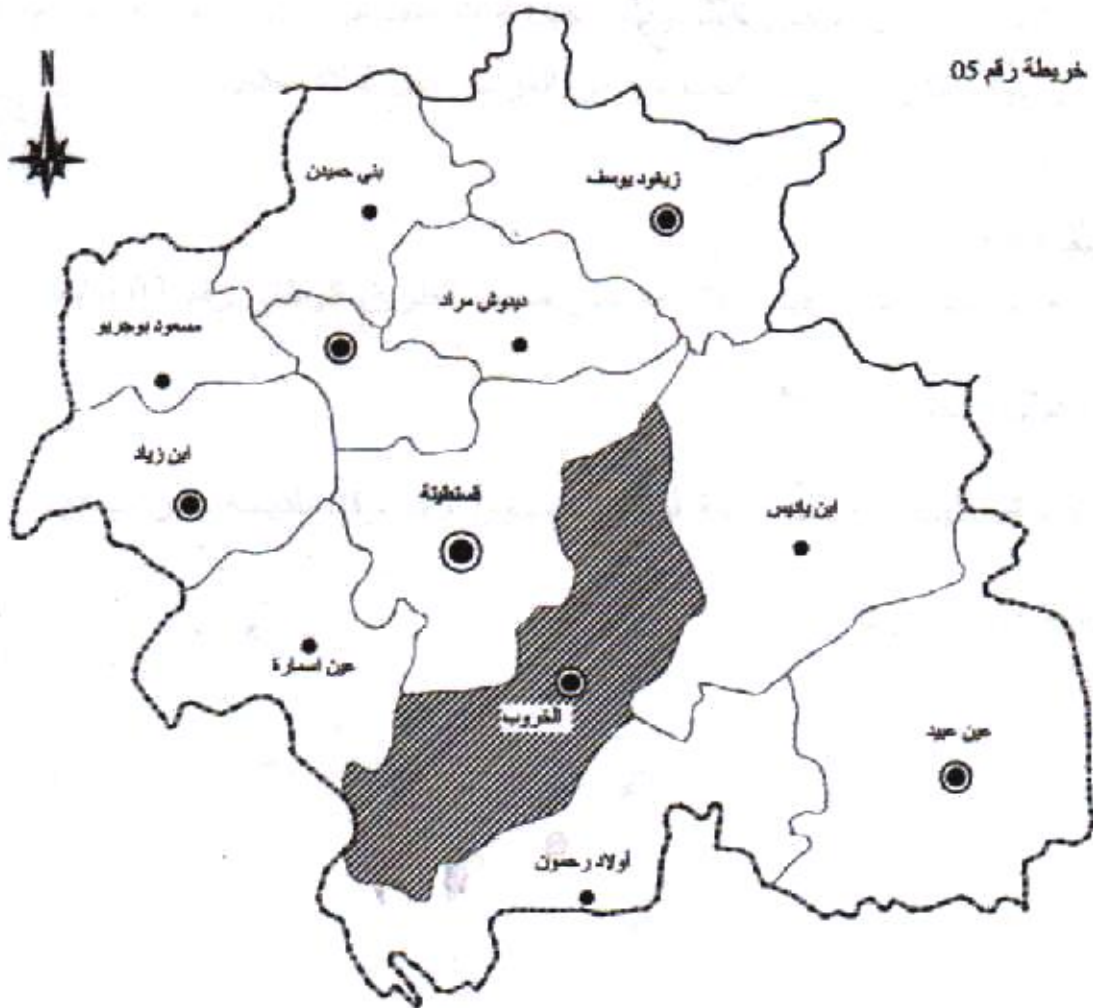 خريطة رقم 05
N
بني حميدن
زيغود يوسف
ديدوش مراد
مسعود بوجريو
ابن زياد
قسنطينة
ابن باديس
عين اسمارة
الخروب
عين عبيد
أولاد رحمون